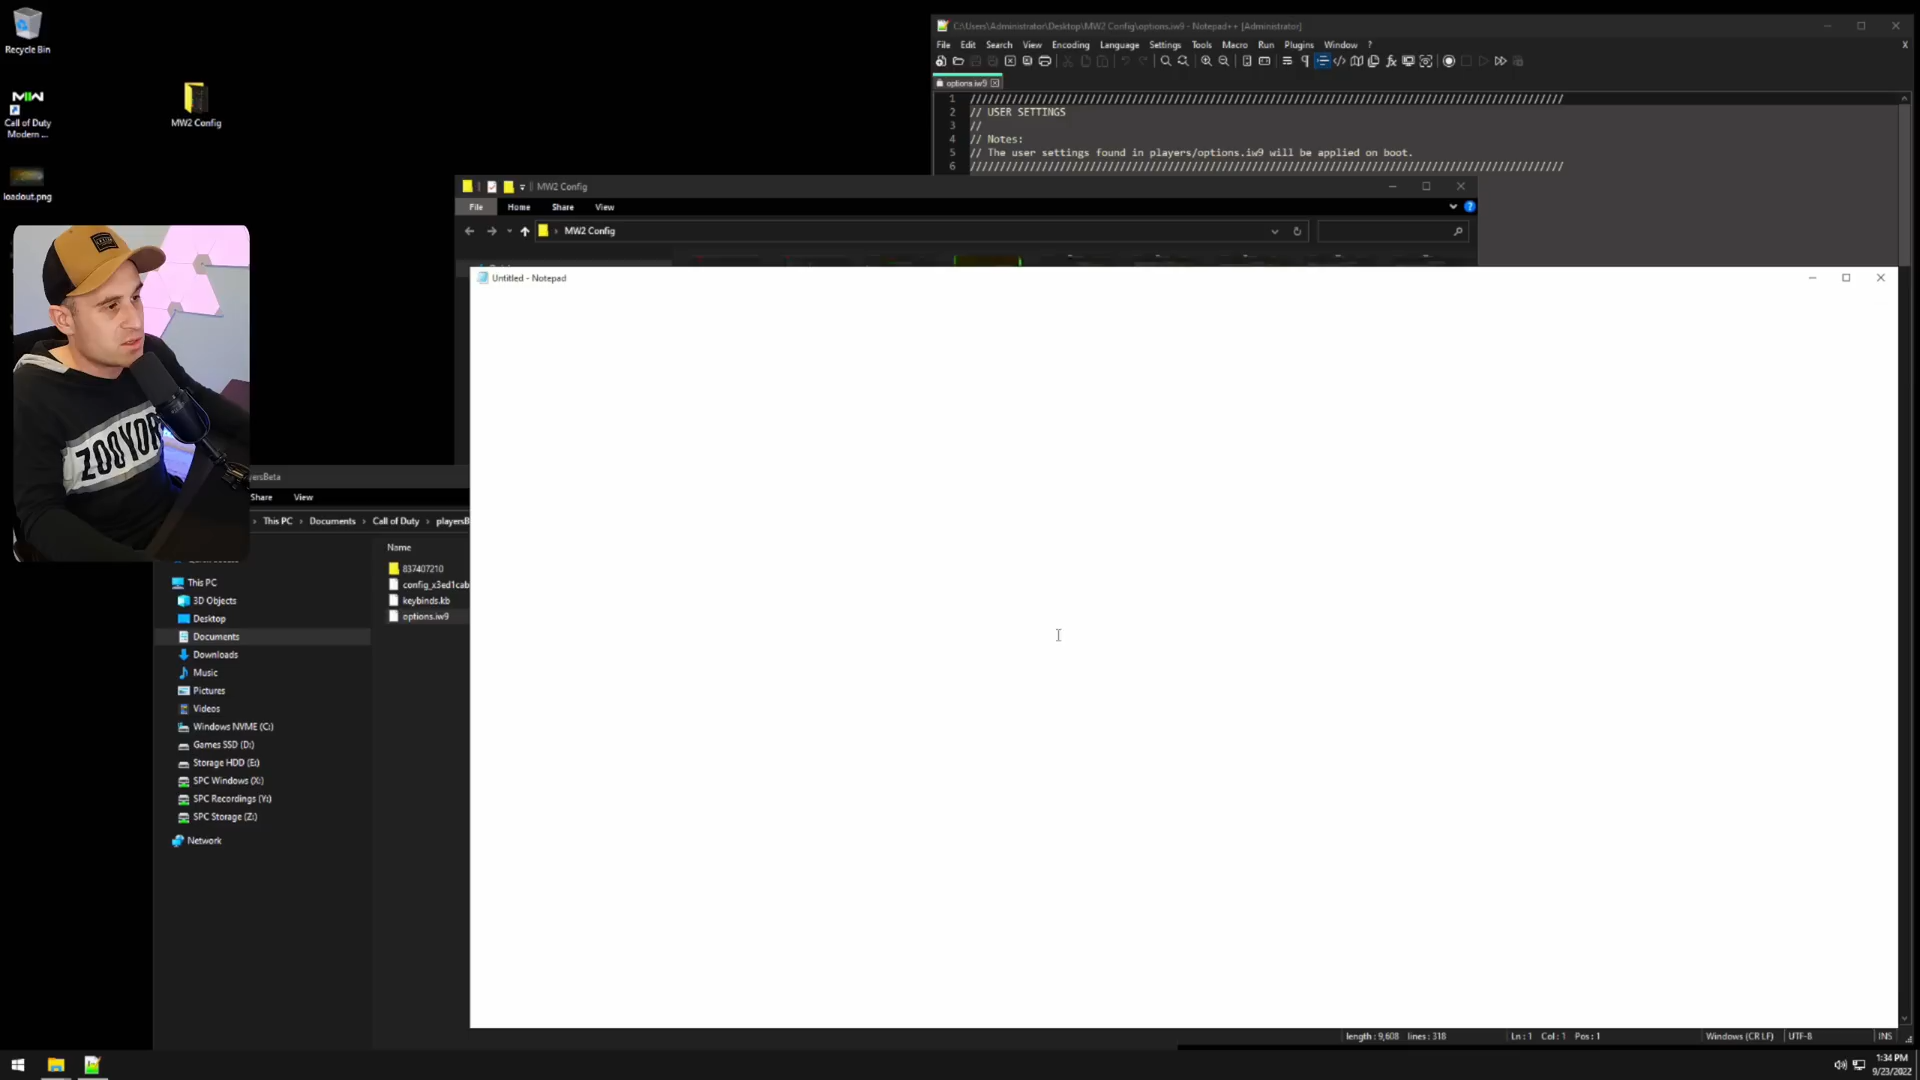 Recycle Bin
MWII
Call of Duty
Modern ...
MW2 Config
loadout.png
C:\Users\Administrator\Desktop\MW2 Config\options.iw9 - Notepad++ [Administrator]
File Edit Search View Encoding Language Settings Tools Macro Run Plugins Window ?
X
options.iw9
1 ////////////////////////////////////////////////////////////////////////////////////////////////////
2 // USER SETTINGS
3 //
4 // Notes:
5 // The user settings found in players/options.iw9 will be applied on boot.
6 ////////////////////////////////////////////////////////////////////////////////////////////////////
MW2 Config
File Home Share View
MW2 Config
Untitled - Notepad
ZOO YOR
ersBeta
Share View
This PC › Documents › Call of Duty › playersB
Name
837407210
config_x3ed1cab
keybinds.kb
options.iw9
This PC
3D Objects
Desktop
Documents
Downloads
Music
Pictures
Videos
Windows NVME (C:)
Games SSD (D:)
Storage HDD (E:)
SPC Windows (X:)
SPC Recordings (Y:)
SPC Storage (Z:)
Network
length : 9,608 lines : 318 Ln : 1 Col : 1 Pos : 1 Windows (CR LF) UTF-8 INS
1:34 PM
9/23/2022